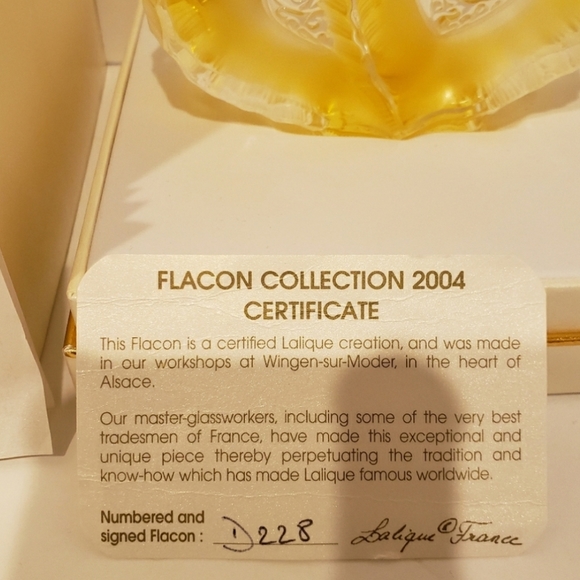 FLACON COLLECTION 2004
CERTIFICATE
This Flacon is a certified Lalique creation, and was made
in our workshops at Wingen-sur-Moder, in the heart of
Alsace.
Our master-glassworkers, including some of the very best
tradesmen of France, have made this exceptional and
unique piece thereby perpetuating the tradition and
know-how which has made Lalique famous worldwide.
Numbered and
signed Flacon : D228 Lalique © France